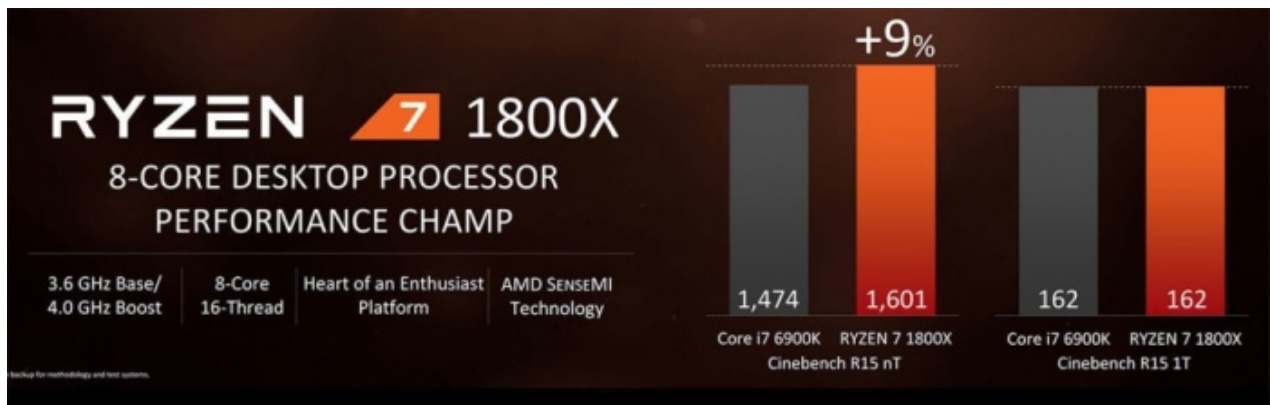 RYZEN 7 1800X
8-CORE DESKTOP PROCESSOR
PERFORMANCE CHAMP
3.6 GHz Base/
4.0 GHz Boost
8-Core
16-Thread
Heart of an Enthusiast
Platform
AMD SENSEMI
Technology
backup for methodology and test systems.
+9%
1,474
1,601
Core i7 6900K
RYZEN 7 1800X
Cinebench R15 nT
162
162
Core i7 6900K
RYZEN 7 1800X
Cinebench R15 1T